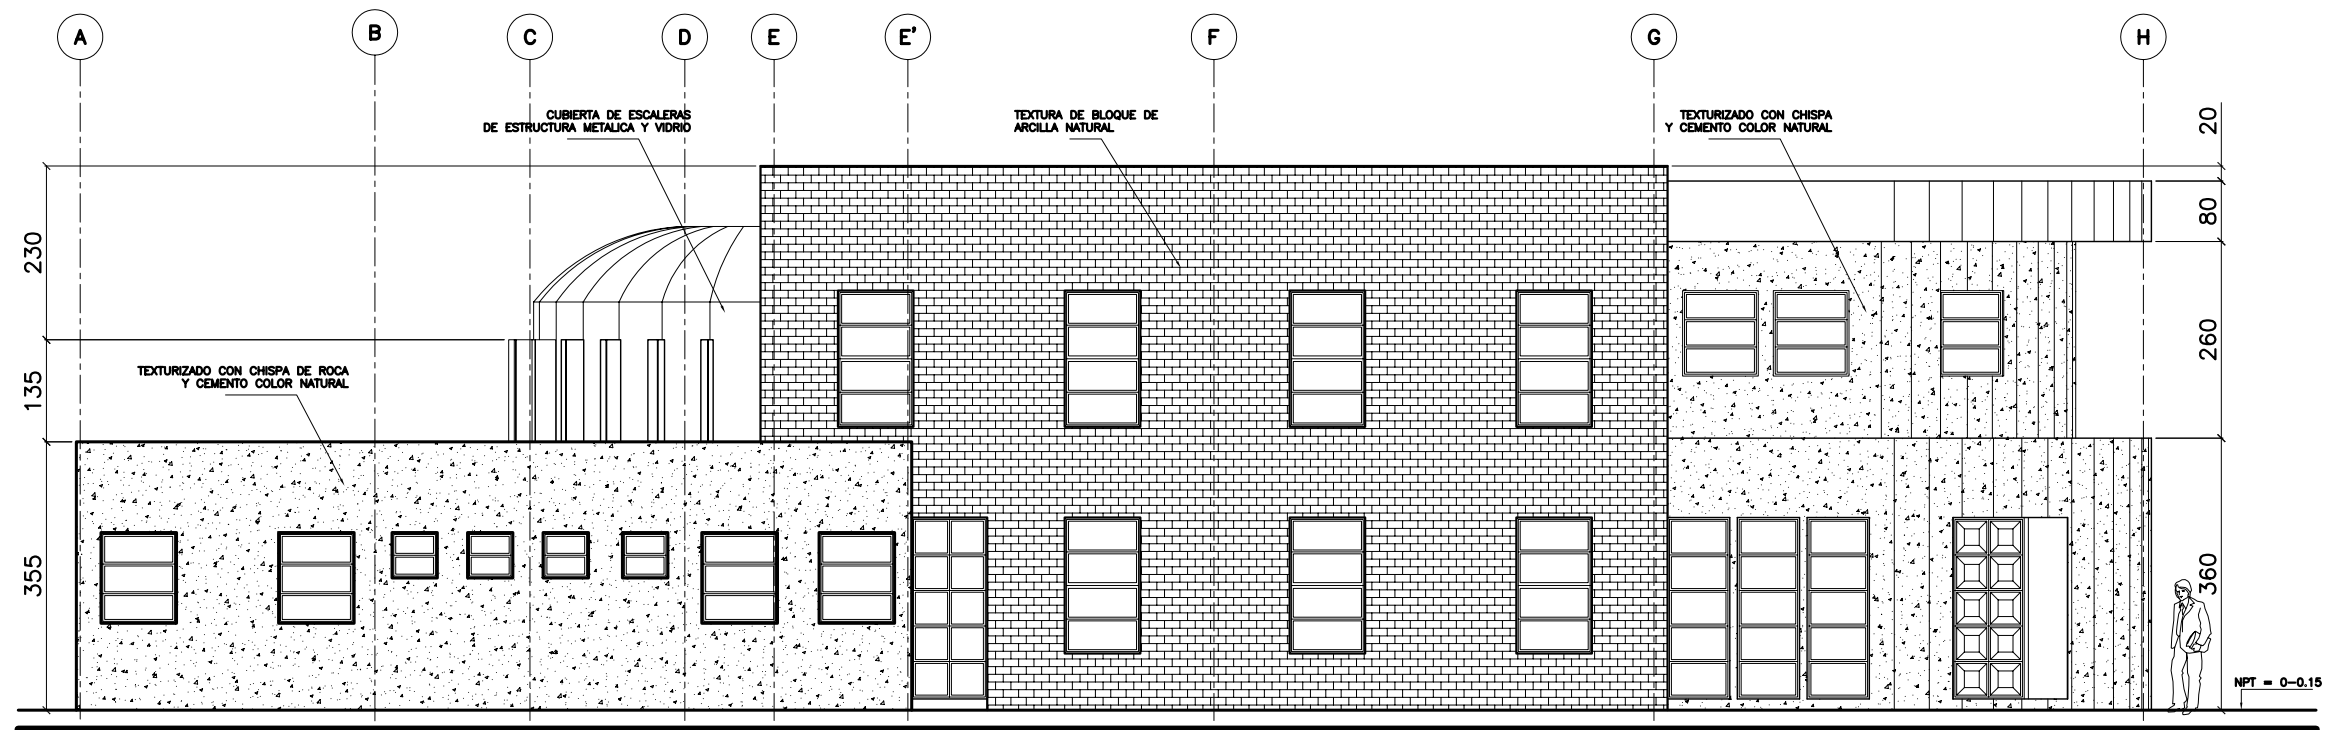 A B C D E E' F G H
CUBIERTA DE ESCALERAS
DE ESTRUCTURA METALICA Y VIDRIO
TEXTURA DE BLOQUE DE
ARCILLA NATURAL
TEXTURIZADO CON CHISPA
Y CEMENTO COLOR NATURAL
20
80
230
260
135
TEXTURIZADO CON CHISPA DE ROCA
Y CEMENTO COLOR NATURAL
355
360
NPT = 0-0.15